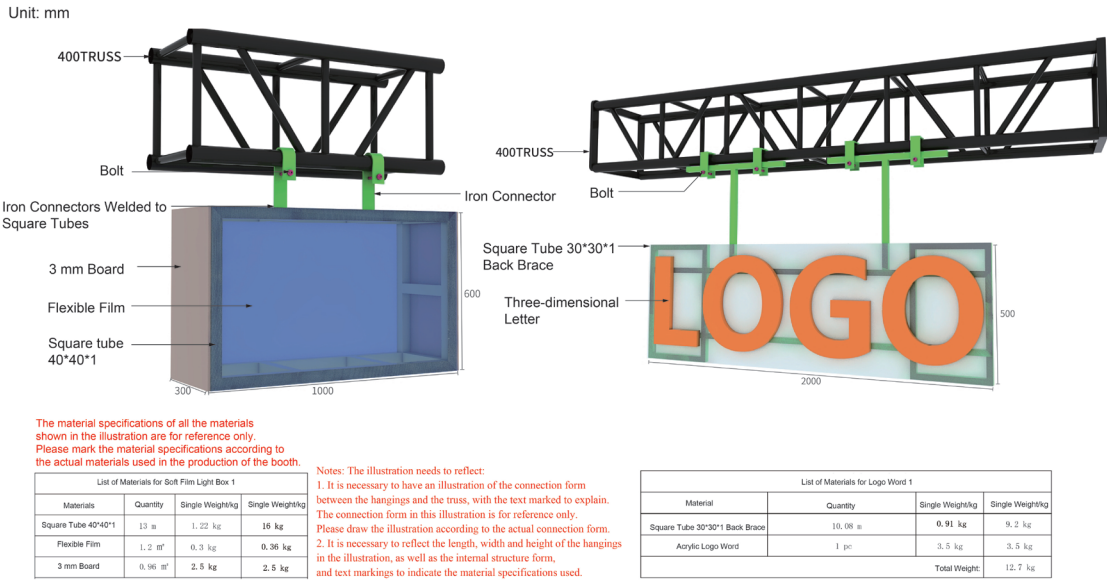 Unit: mm
400TRUSS
Bolt
Iron Connector
Iron Connectors Welded to
Square Tubes
3 mm Board
Flexible Film
Square tube
40*40*1
600
300
1000
400TRUSS
Bolt
Square Tube 30*30*1
Back Brace
Three-dimensional
Letter
LOGO
500
2000
The material specifications of all the materials
shown in the illustration are for reference only.
Please mark the material specifications according to
the actual materials used in the production of the booth.
List of Materials for Soft Film Light Box 1
Materials Quantity Single Weight/kg Single Weight/kg
Square Tube 40*40*1 13 m 1.22 kg 16 kg
Flexible Film 1.2 m² 0.3 kg 0.36 kg
3 mm Board 0.96 m² 2.5 kg 2.5 kg
Notes: The illustration needs to reflect:
1. It is necessary to have an illustration of the connection form
between the hangings and the truss, with the text marked to explain.
The connection form in this illustration is for reference only.
Please draw the illustration according to the actual connection form.
2. It is necessary to reflect the length, width and height of the hangings
in the illustration, as well as the internal structure form,
and text markings to indicate the material specifications used.
List of Materials for Logo Word 1
Material Quantity Single Weight/kg Single Weight/kg
Square Tube 30*30*1 Back Brace 10.08 m 0.91 kg 9.2 kg
Acrylic Logo Word 1 pc 3.5 kg 3.5 kg
Total Weight: 12.7 kg